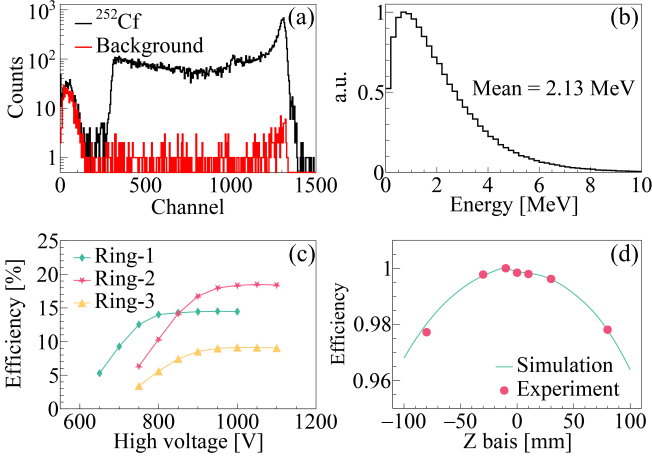 (a)
²⁵²Cf
Background
Counts
10³
10²
10
1
0 500 1000 1500
Channel
(b)
Mean = 2.13 MeV
a.u.
1
0.5
0
0 2 4 6 8 10
Energy [MeV]
(c)
Ring-1
Ring-2
Ring-3
Efficiency [%]
25
20
15
10
5
0
600 800 1000 1200
High voltage [V]
(d)
Simulation
Experiment
Efficiency
1
0.98
0.96
−100 −50 0 50 100
Z bais [mm]